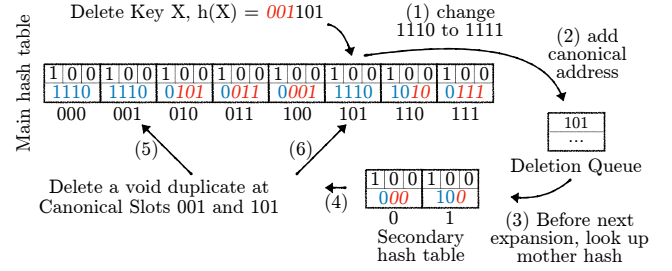 Delete Key X, h(X) = 001101
(1) change
1110 to 1111
(2) add
canonical
address
Main hash table
1 0 0 1 0 0 1 0 0 1 0 0 1 0 0 1 0 0 1 0 0 1 0 0
1110 1110 0101 0011 0001 1110 1010 0111
000 001 010 011 100 101 110 111
101
...
Deletion Queue
(5)
(6)
Delete a void duplicate at
Canonical Slots 001 and 101
(4)
1 0 0 1 0 0
000 100
0 1
Secondary
hash table
(3) Before next
expansion, look up
mother hash